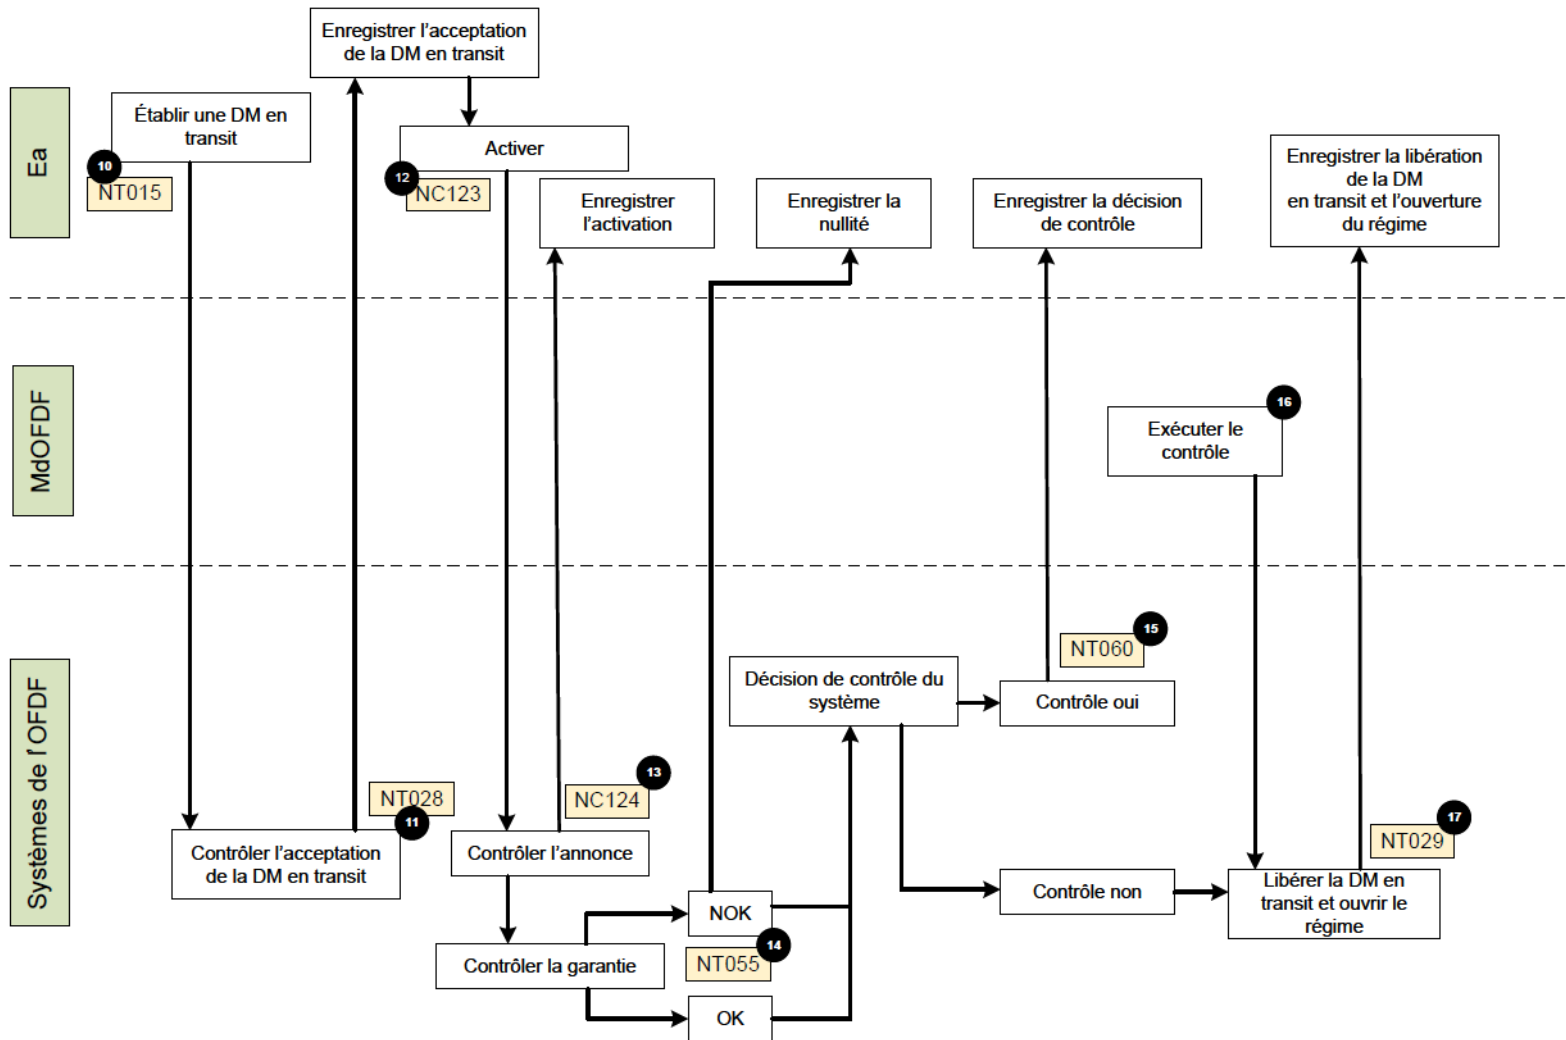 Enregistrer l'acceptation
de la DM en transit
Ea
Établir une DM en
transit
10
NT015
Activer
12
NC123
Enregistrer
l'activation
Enregistrer la
nullité
Enregistrer la décision
de contrôle
Enregistrer la libération
de la DM
en transit et l'ouverture
du régime
MdOFDF
16
Exécuter le
contrôle
Systèmes de l'OFDF
15
NT060
Décision de contrôle du
système
Contrôle oui
NT028
11
Contrôler l'acceptation
de la DM en transit
13
NC124
Contrôler l'annonce
17
NT029
Contrôle non
Libérer la DM en
transit et ouvrir le
régime
NOK
14
NT055
Contrôler la garantie
OK